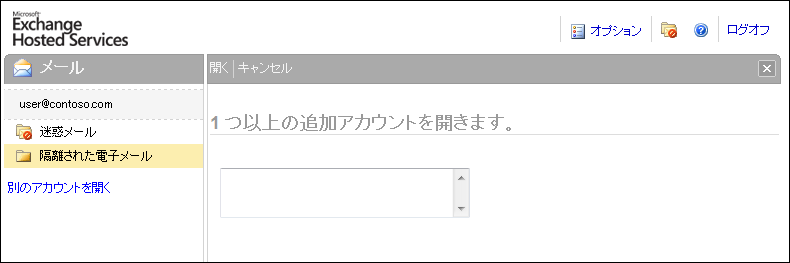 Microsoft
Exchange
Hosted Services
オプション
ログオフ
メール
開く | キャンセル
user@contoso.com
迷惑メール
隔離された電子メール
別のアカウントを開く
1 つ以上の追加アカウントを開きます。